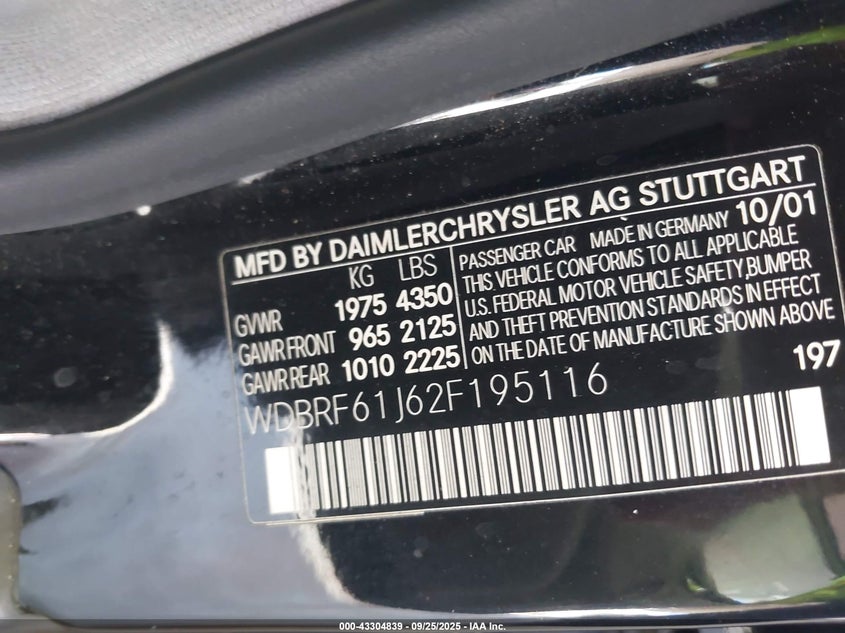 MFD BY DAIMLERCHRYSLER AG STUTTGART
KG LBS
GVWR 1975 4350
GAWR FRONT 965 2125
GAWR REAR 1010 2225
PASSENGER CAR MADE IN GERMANY 10/01
THIS VEHICLE CONFORMS TO ALL APPLICABLE
U.S. FEDERAL MOTOR VEHICLE SAFETY,BUMPER
AND THEFT PREVENTION STANDARDS IN EFFECT
ON THE DATE OF MANUFACTURE SHOWN ABOVE
197
WDBRF61J62F195116
000-43304839 - 09/25/2025 - IAA Inc.